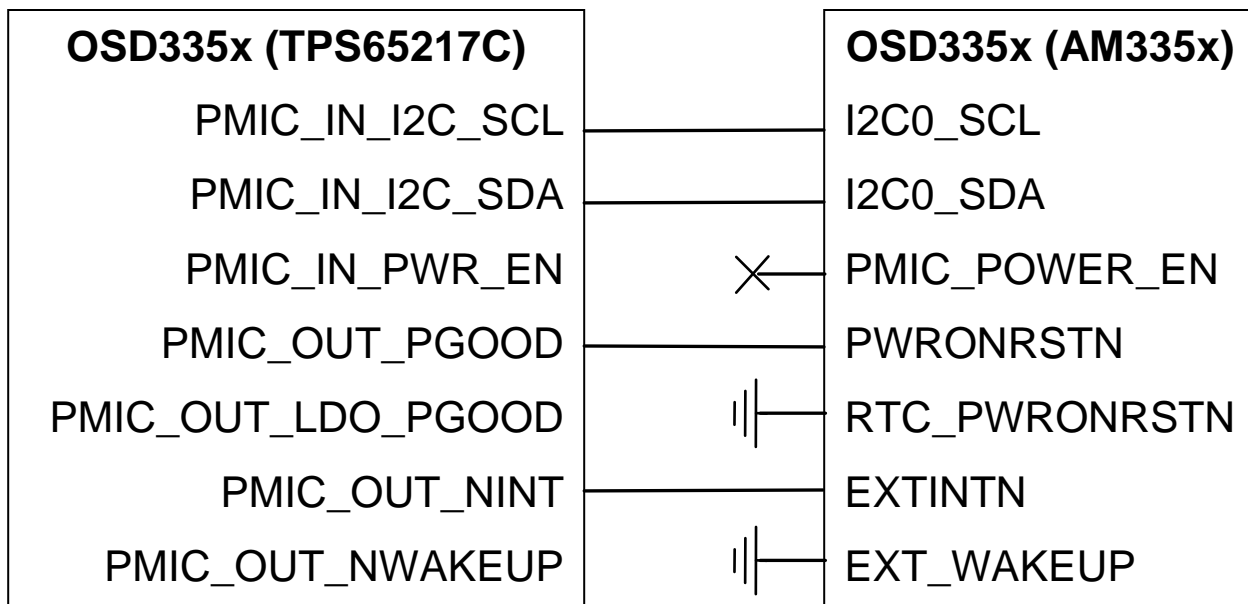 OSD335x (TPS65217C)
PMIC_IN_I2C_SCL
PMIC_IN_I2C_SDA
PMIC_IN_PWR_EN
PMIC_OUT_PGOOD
PMIC_OUT_LDO_PGOOD
PMIC_OUT_NINT
PMIC_OUT_NWAKEUP
OSD335x (AM335x)
I2C0_SCL
I2C0_SDA
PMIC_POWER_EN
PWRONRSTN
RTC_PWRONRSTN
EXTINTN
EXT_WAKEUP